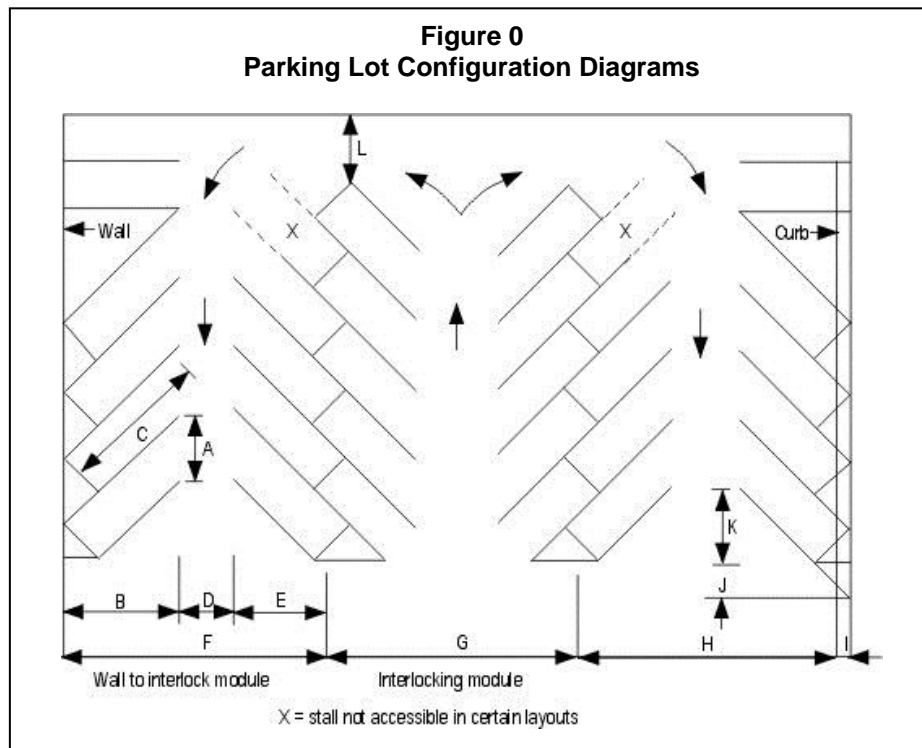 Figure 0
Parking Lot Configuration Diagrams
L
X
X
Wall
Curb
C
A
K
J
B
D
E
F
G
H
I
Wall to interlock module
Interlocking module
X = stall not accessible in certain layouts